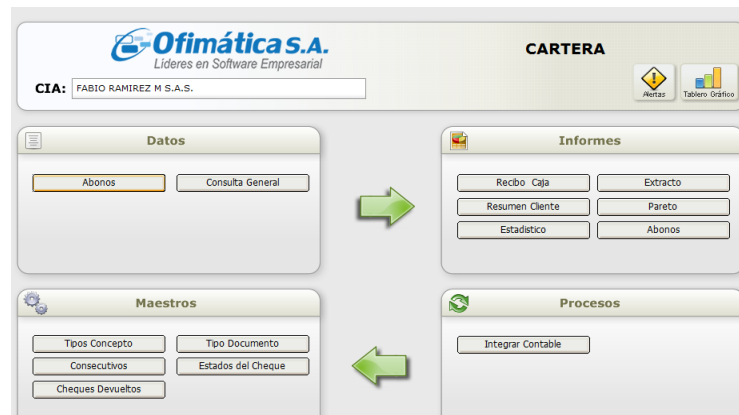 Ofimática S.A.
Líderes en Software Empresarial
CARTERA
CIA: FABIO RAMIREZ M S.A.S.
Alertas
Tablero Gráfico
Datos
Abonos
Consulta General
Informes
Recibo Caja
Extracto
Resumen Cliente
Pareto
Estadistico
Abonos
Maestros
Tipos Concepto
Tipo Documento
Consecutivos
Estados del Cheque
Cheques Devueltos
Procesos
Integrar Contable